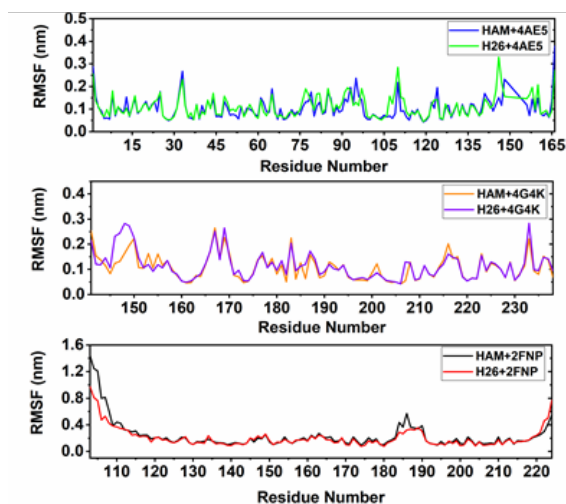 RMSF (nm)
0.5
0.4
0.3
0.2
0.1
0.0
HAM+4AE5
H26+4AE5
15 30 45 60 75 90 105 120 135 150 165
Residue Number
RMSF (nm)
0.4
0.3
0.2
0.1
0.0
HAM+4G4K
H26+4G4K
150 160 170 180 190 200 210 220 230
Residue Number
RMSF (nm)
1.6
1.2
0.8
0.4
0.0
HAM+2FNP
H26+2FNP
110 120 130 140 150 160 170 180 190 200 210 220
Residue Number